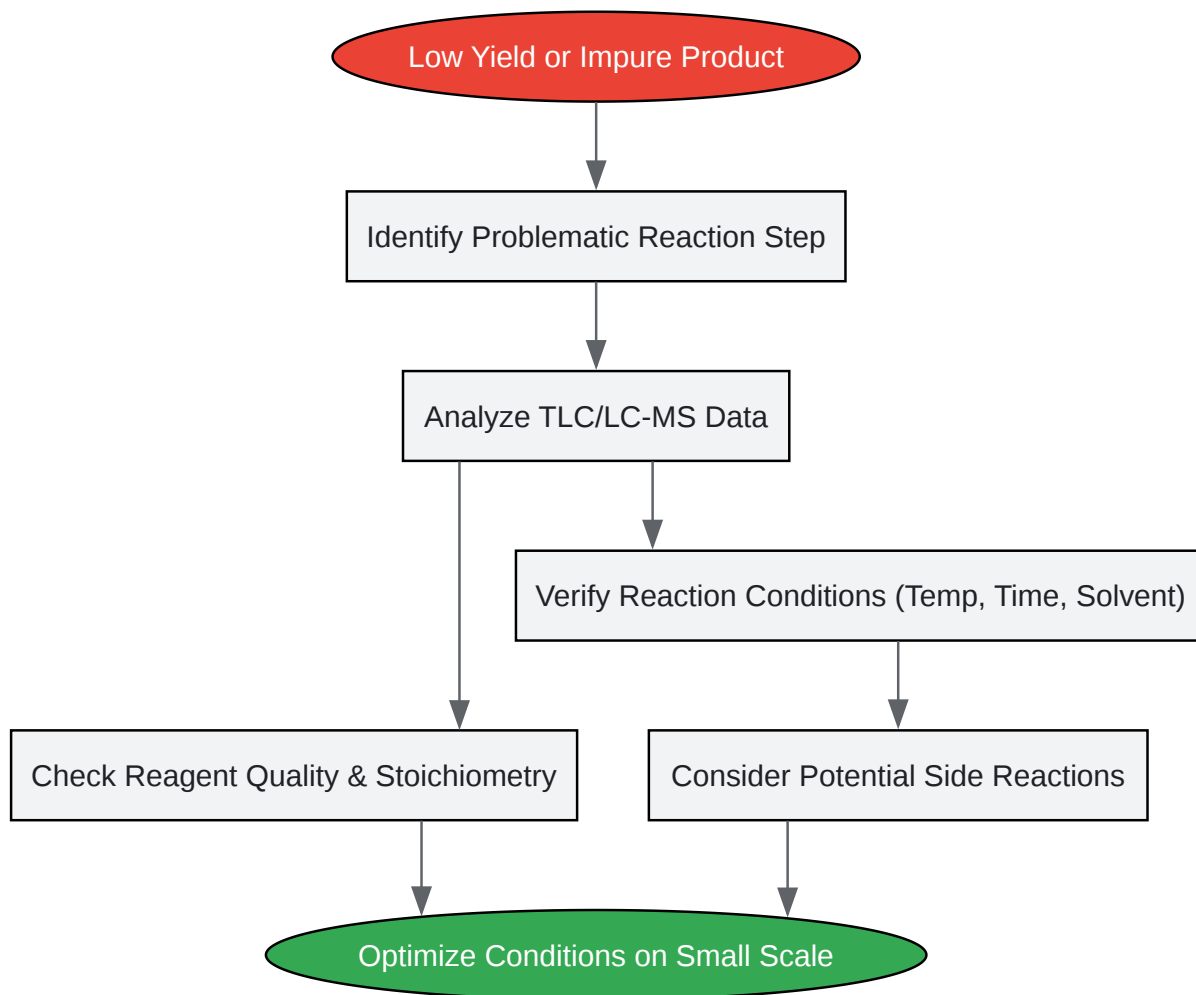 Low Yield or Impure Product
Identify Problematic Reaction Step
Analyze TLC/LC-MS Data
Verify Reaction Conditions (Temp, Time, Solvent)
Check Reagent Quality & Stoichiometry
Consider Potential Side Reactions
Optimize Conditions on Small Scale